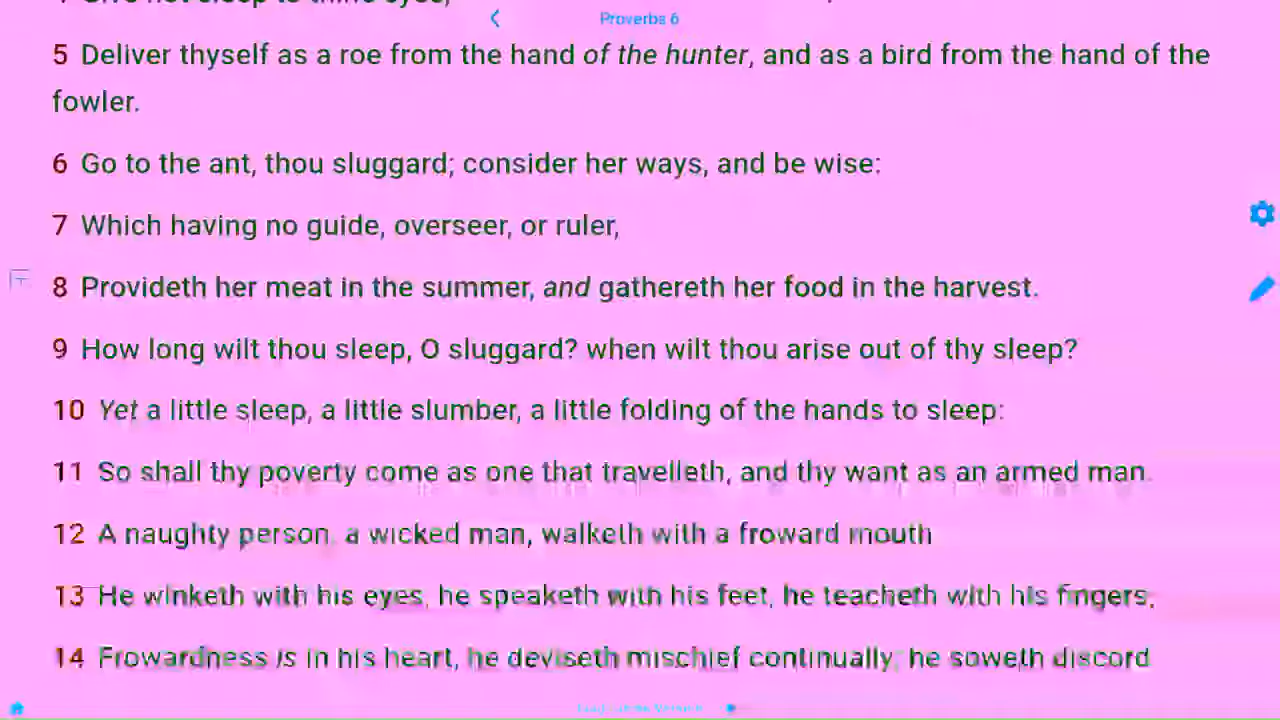 Proverbs 6
5 Deliver thyself as a roe from the hand of the hunter, and as a bird from the hand of the
fowler.
6 Go to the ant, thou sluggard; consider her ways, and be wise:
7 Which having no guide, overseer, or ruler,
8 Provideth her meat in the summer, and gathereth her food in the harvest.
9 How long wilt thou sleep, O sluggard? when wilt thou arise out of thy sleep?
10 Yet a little sleep, a little slumber, a little folding of the hands to sleep:
11 So shall thy poverty come as one that travelleth, and thy want as an armed man.
12 A naughty person, a wicked man, walketh with a froward mouth
13 He winketh with his eyes, he speaketh with his feet, he teacheth with his fingers;
14 Frowardness is in his heart, he deviseth mischief continually; he soweth discord